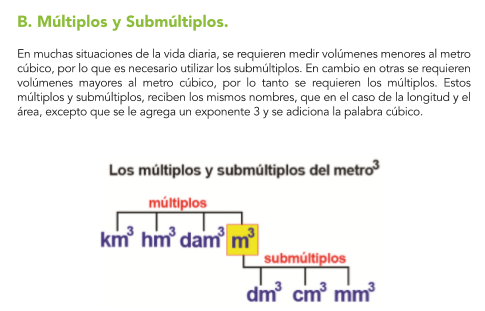 B. Múltiplos y Submúltiplos.
En muchas situaciones de la vida diaria, se requieren medir volúmenes menores al metro
cúbico, por lo que es necesario utilizar los submúltiplos. En cambio en otras se requieren
volúmenes mayores al metro cúbico, por lo tanto se requieren los múltiplos. Estos
múltiplos y submúltiplos, reciben los mismos nombres, que en el caso de la longitud y el
área, excepto que se le agrega un exponente 3 y se adiciona la palabra cúbico.
Los múltiplos y submúltiplos del metro³
múltiplos
km³ hm³ dam³ m³
submúltiplos
dm³ cm³ mm³